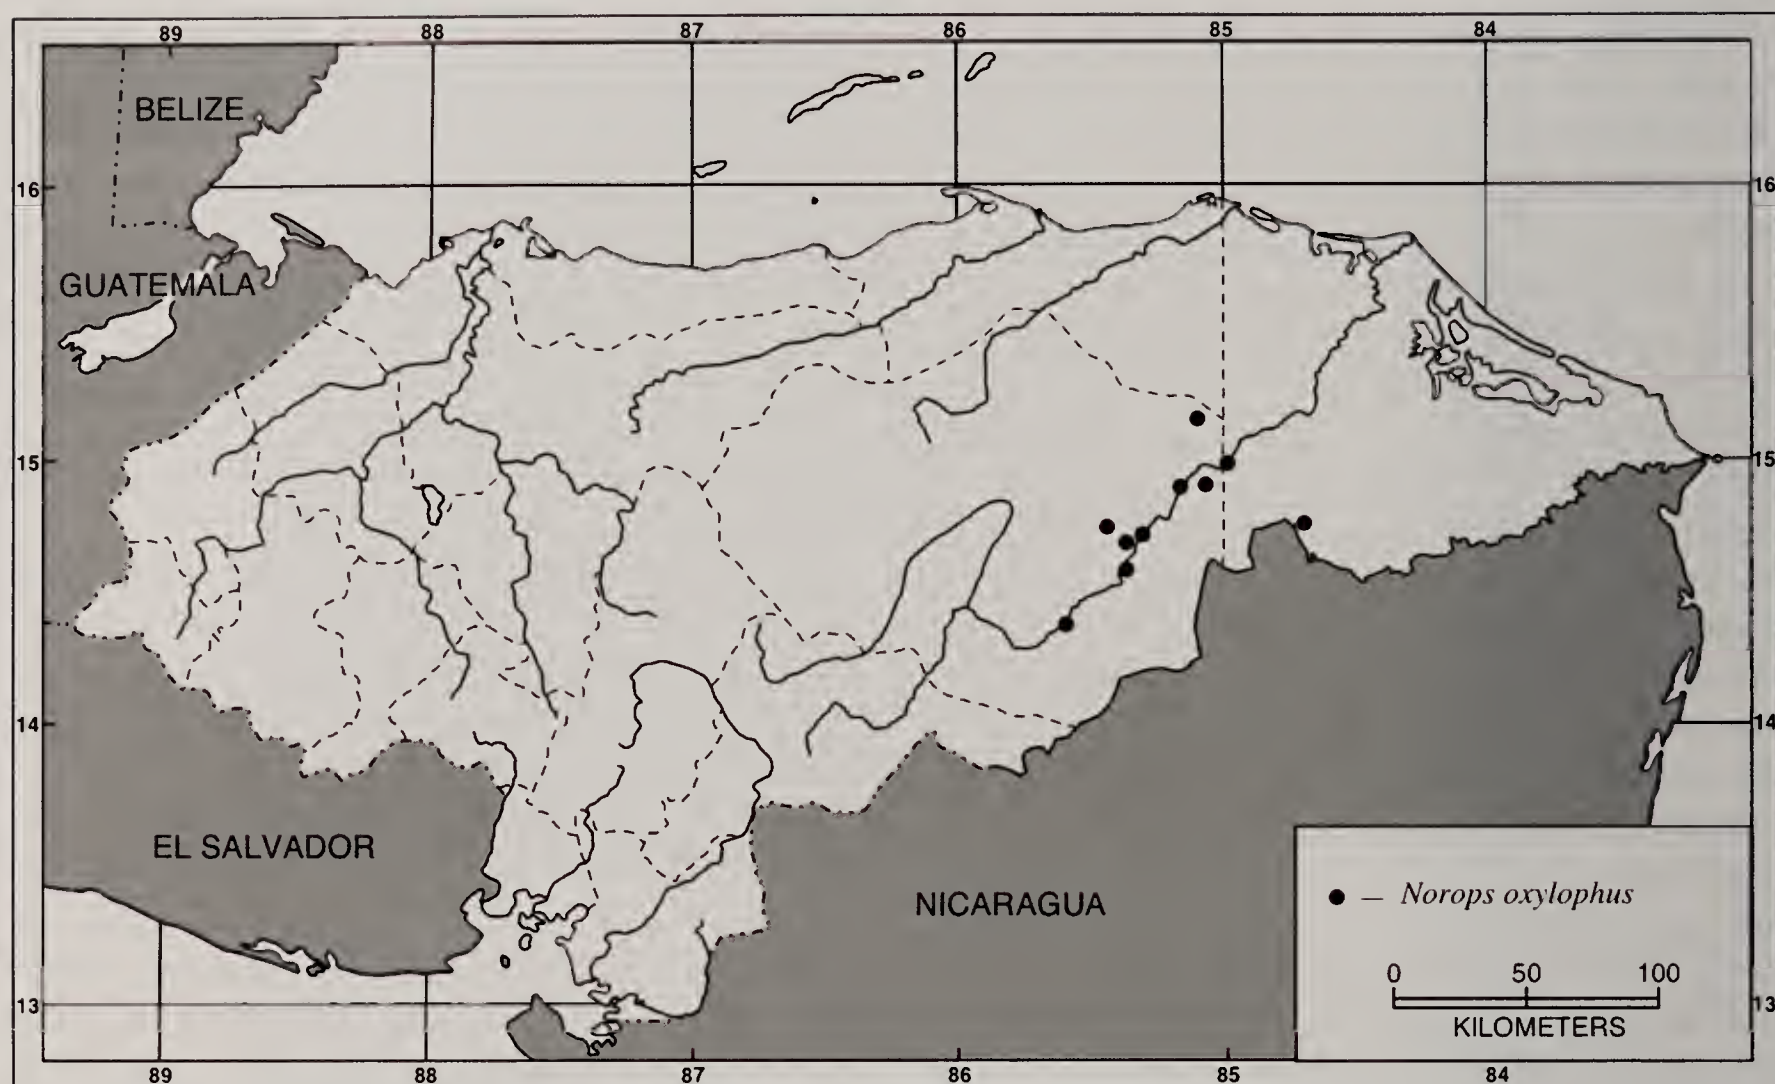 89 88 87 86 85 84
BELIZE
16 16
GUATEMALA
15 15
14 14
EL SALVADOR
NICARAGUA
● — Norops oxylophus
0 50 100
KILOMETERS
13 13
89 88 87 86 85 84